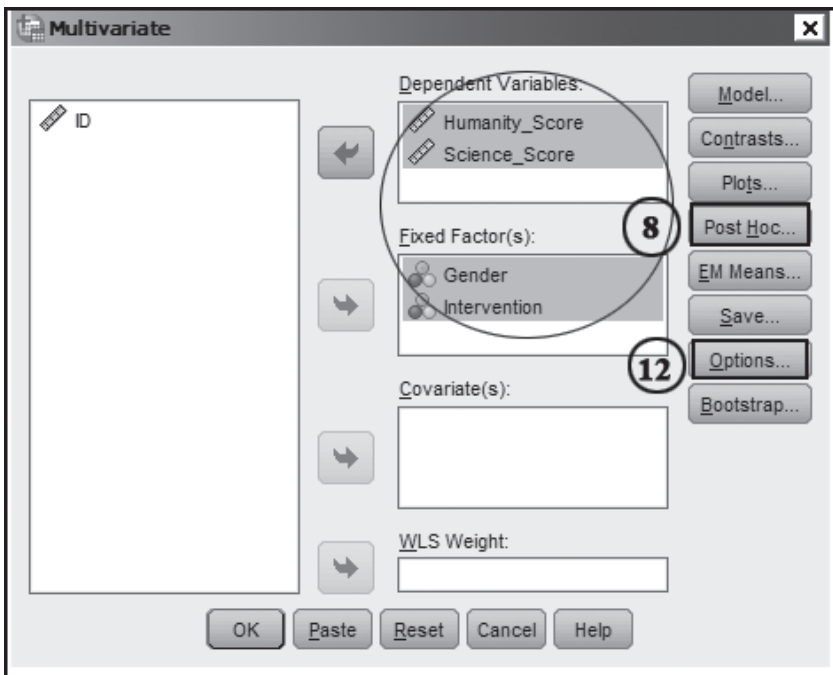 Multivariate
ID
Dependent Variables:
Humanity_Score
Science_Score
Fixed Factor(s):
Gender
Intervention
Covariate(s):
WLS Weight:
Model...
Contrasts...
Plots...
8
Post Hoc...
EM Means...
Save...
12
Options...
Bootstrap...
OK
Paste
Reset
Cancel
Help